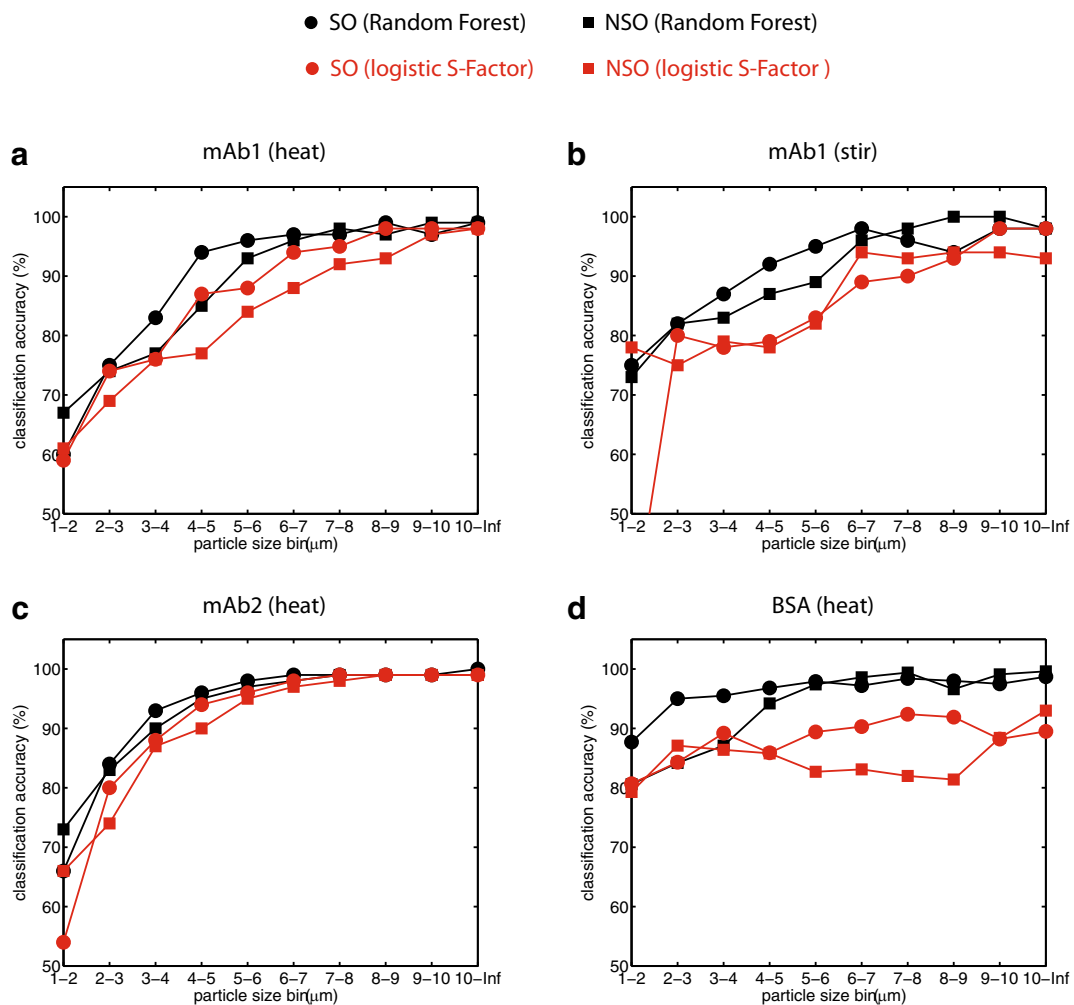 SO (Random Forest)
NSO (Random Forest)
SO (logistic S-Factor)
NSO (logistic S-Factor )
a
mAb1 (heat)
classification accuracy (%)
100
90
80
70
60
50
1–2 2–3 3–4 4–5 5–6 6–7 7–8 8–9 9–10 10–Inf
particle size bin(μm)
b
mAb1 (stir)
classification accuracy (%)
100
90
80
70
60
50
1–2 2–3 3–4 4–5 5–6 6–7 7–8 8–9 9–10 10–Inf
particle size bin(μm)
c
mAb2 (heat)
classification accuracy (%)
100
90
80
70
60
50
1–2 2–3 3–4 4–5 5–6 6–7 7–8 8–9 9–10 10–Inf
particle size bin(μm)
d
BSA (heat)
classification accuracy (%)
100
90
80
70
60
50
1–2 2–3 3–4 4–5 5–6 6–7 7–8 8–9 9–10 10–Inf
particle size bin(μm)